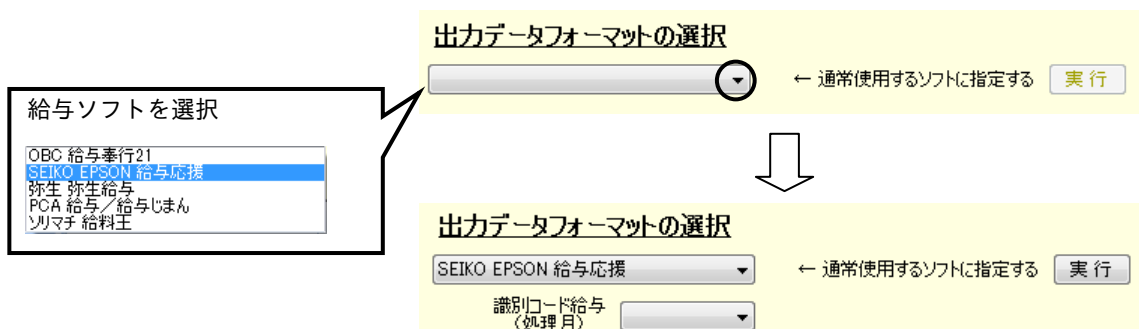 出力データフォーマットの選択
← 通常使用するソフトに指定する 実行
給与ソフトを選択
OBC 給与奉行21
SEIKO EPSON 給与応援
弥生 弥生給与
PCA 給与／給与じまん
ソリマチ 給料王
出力データフォーマットの選択
SEIKO EPSON 給与応援 ← 通常使用するソフトに指定する 実行
識別コード給与
(処理月)